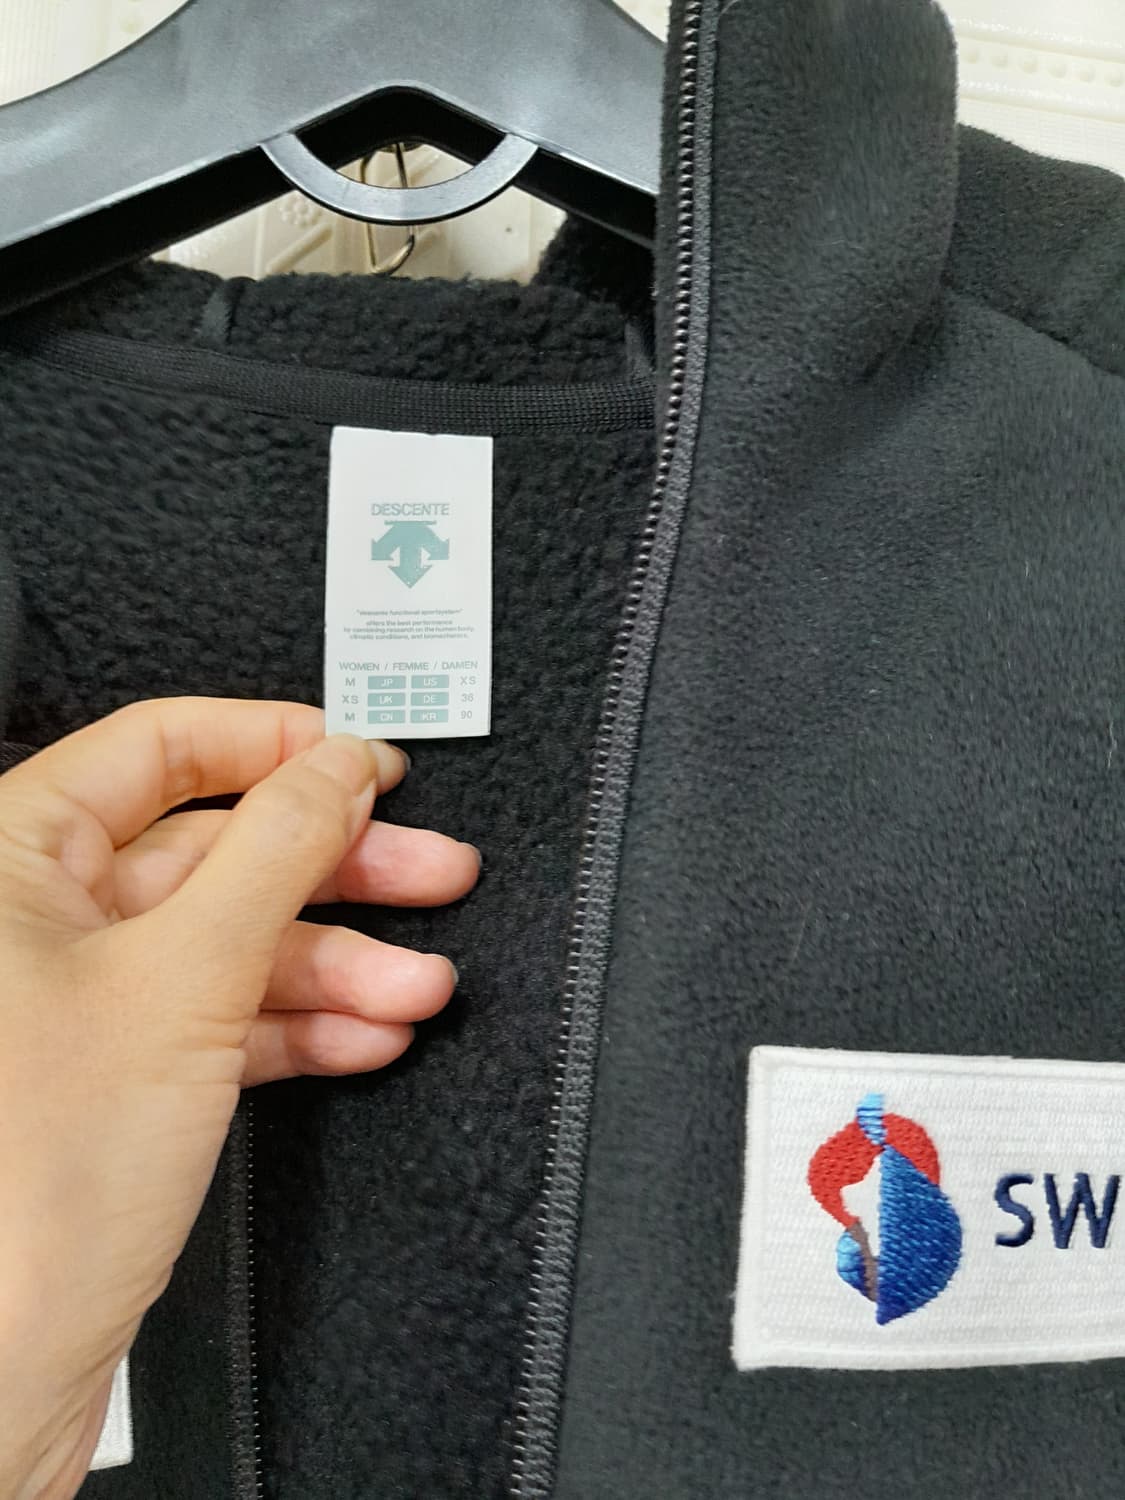 DESCENTE
"descente functional sportsystem"
offers the best performance
by combining research on the human body,
climatic conditions, and biomechanics.
WOMEN / FEMME / DAMEN
M JP US XS
XS UK DE 36
M CN KR 90
SW